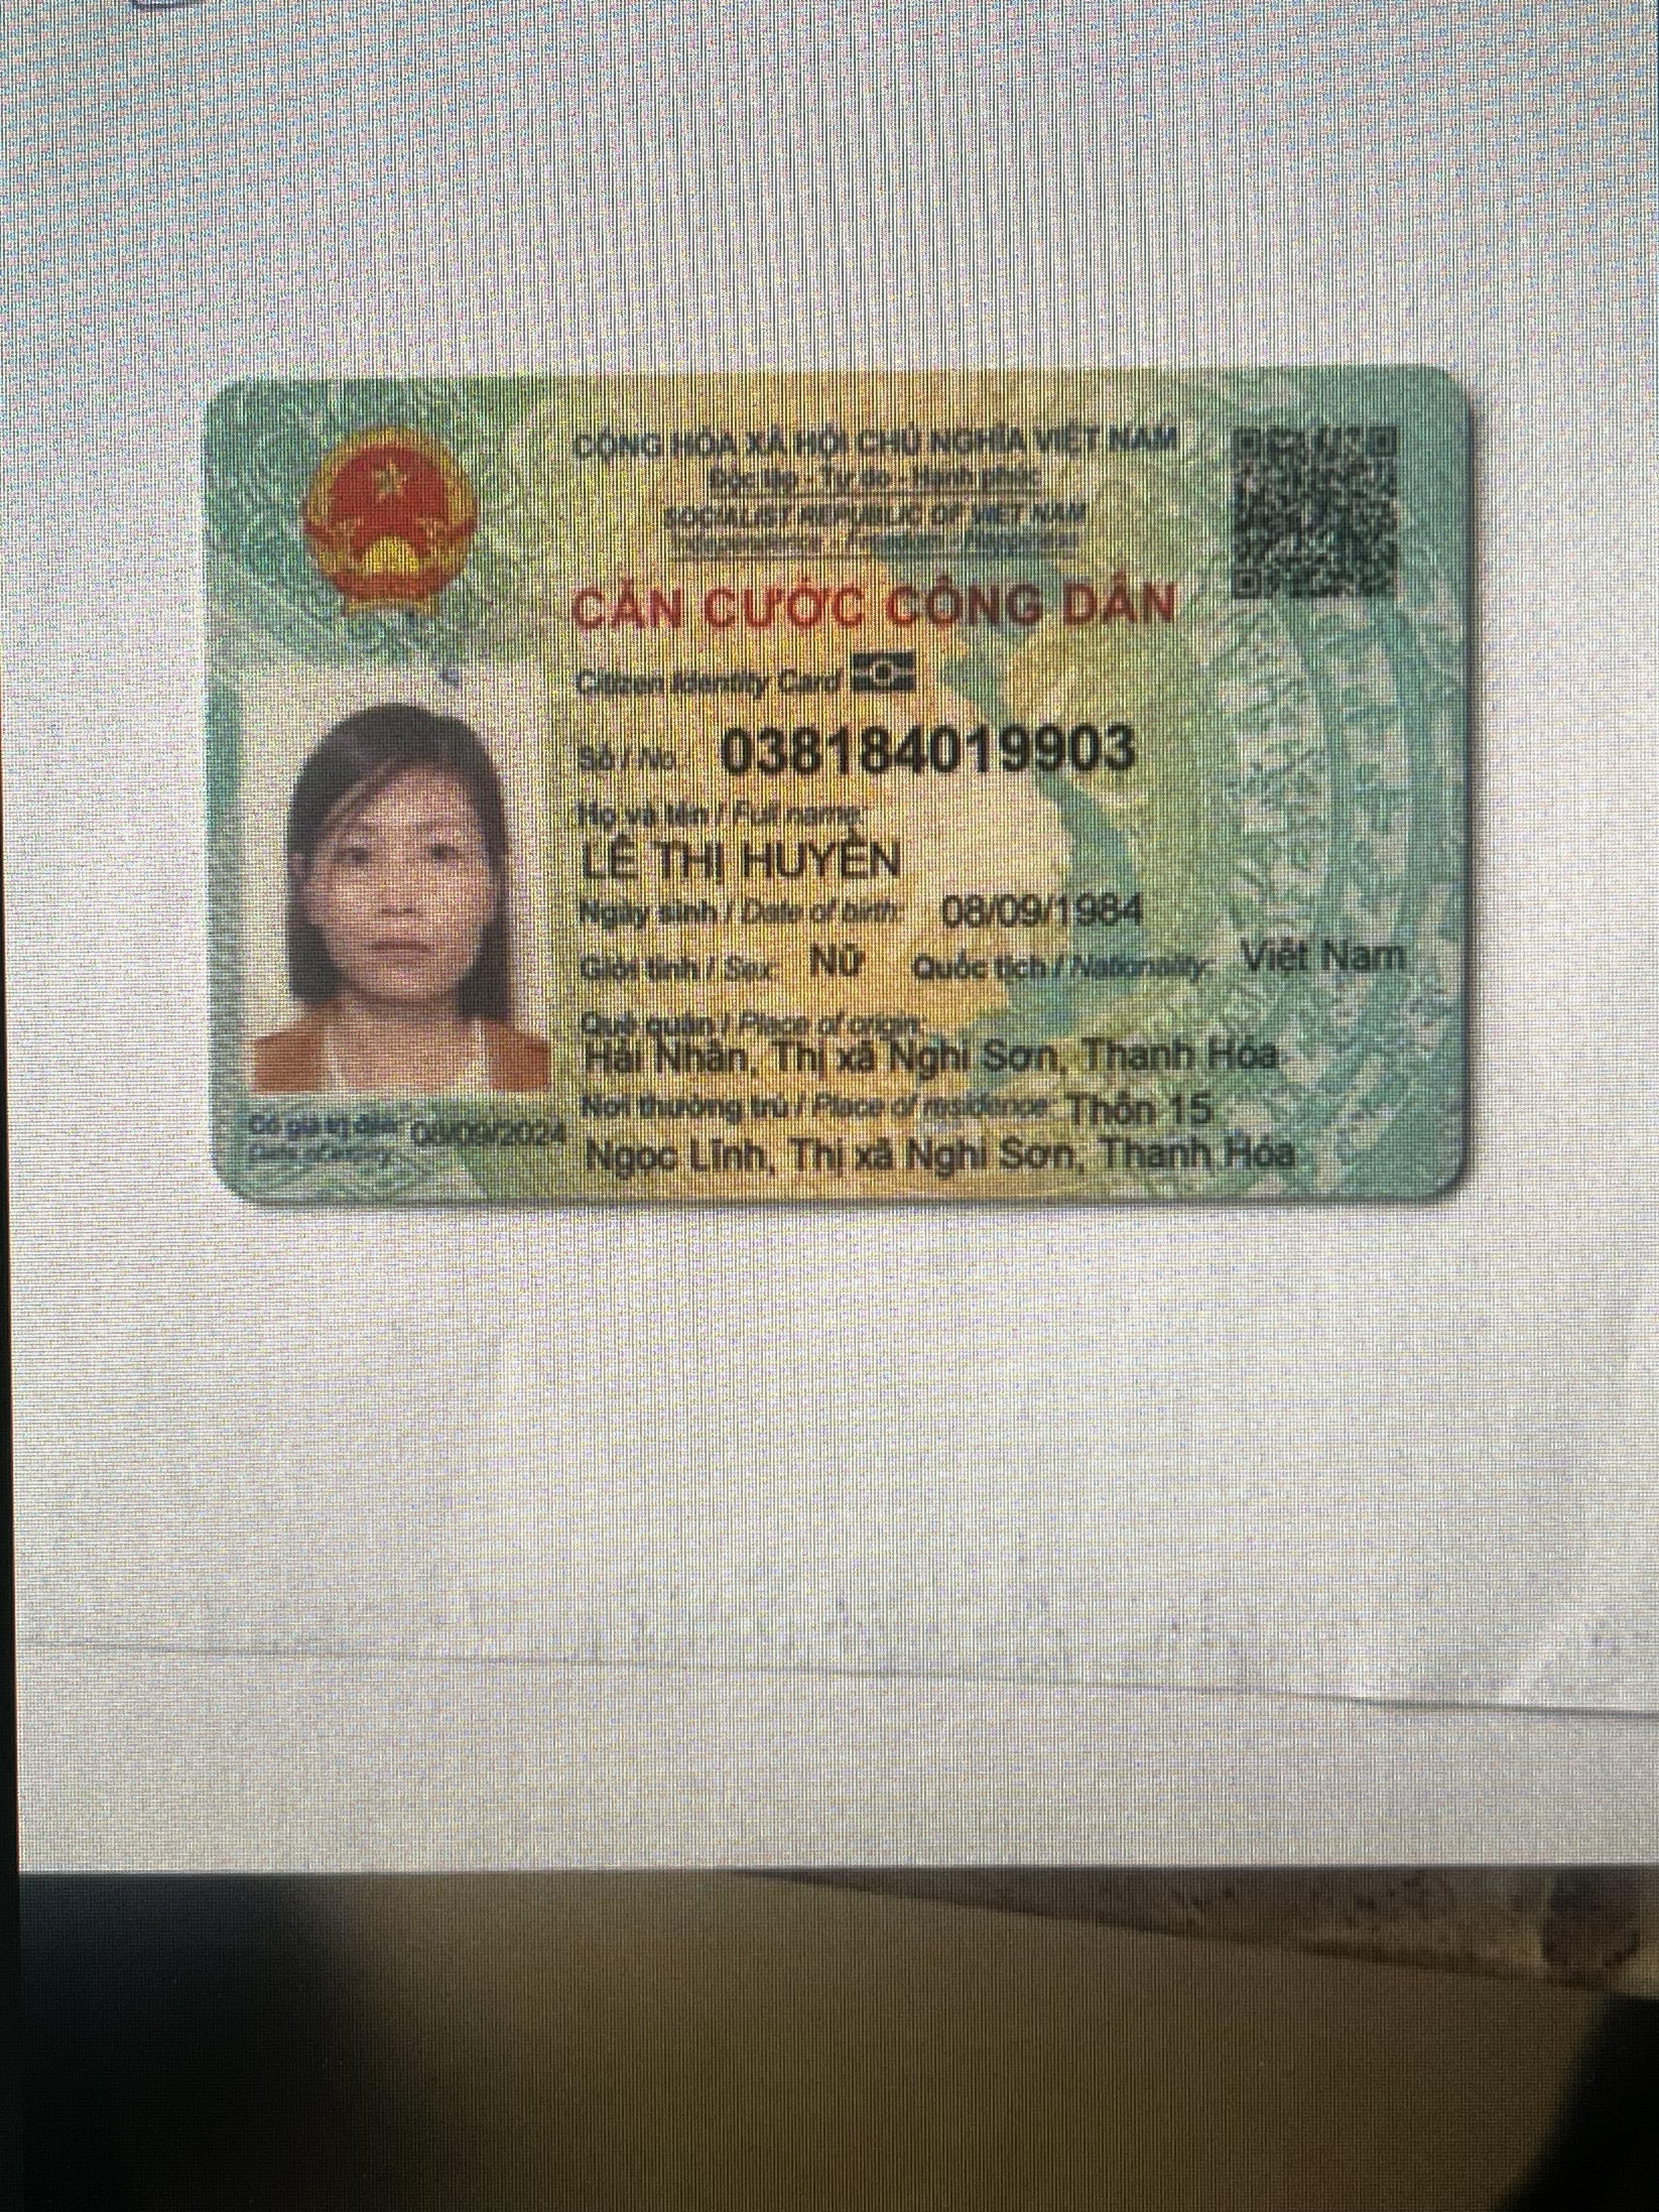 CỘNG HÒA XÃ HỘI CHỦ NGHĨA VIỆT NAM
Độc lập - Tự do - Hạnh phúc
SOCIALIST REPUBLIC OF VIET NAM
Independence - Freedom - Happiness
CĂN CƯỚC CÔNG DÂN
Citizen Identity Card
Số / No. 038184019903
Họ và tên / Full name:
LÊ THỊ HUYỀN
Ngày sinh / Date of birth: 08/09/1984
Giới tính / Sex: Nữ Quốc tịch / Nationality: Việt Nam
Quê quán / Place of origin:
Hải Nhân, Thị xã Nghi Sơn, Thanh Hóa
Nơi thường trú / Place of residence: Thôn 15
Ngọc Lĩnh, Thị xã Nghi Sơn, Thanh Hóa
Có giá trị đến: 08/09/2024
Date of expiry